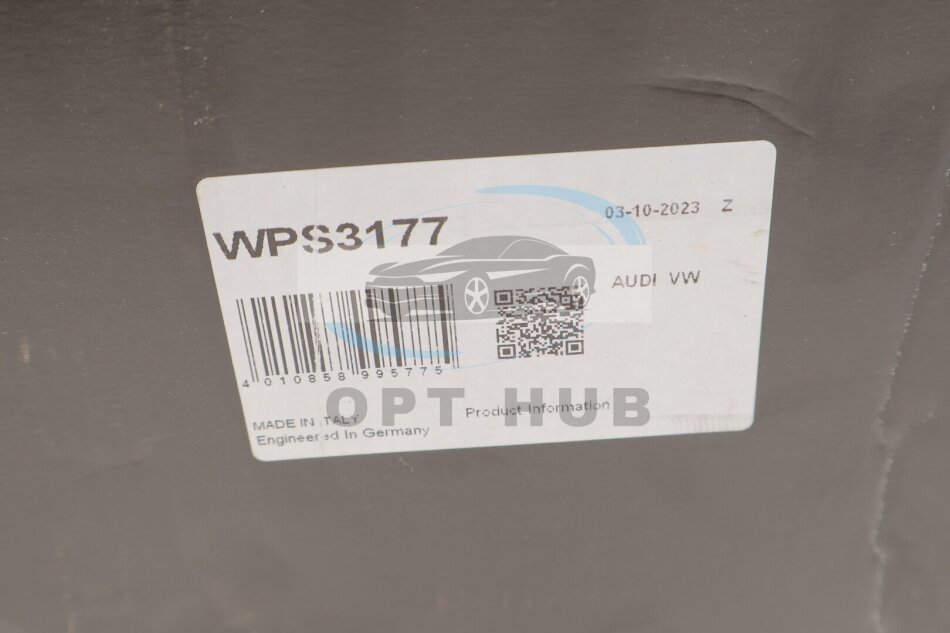 WPS3177
03-10-2023 Z
AUDI VW
4 010858 995775
OPT HUB
Product Information
MADE IN ITALY
Engineered In Germany